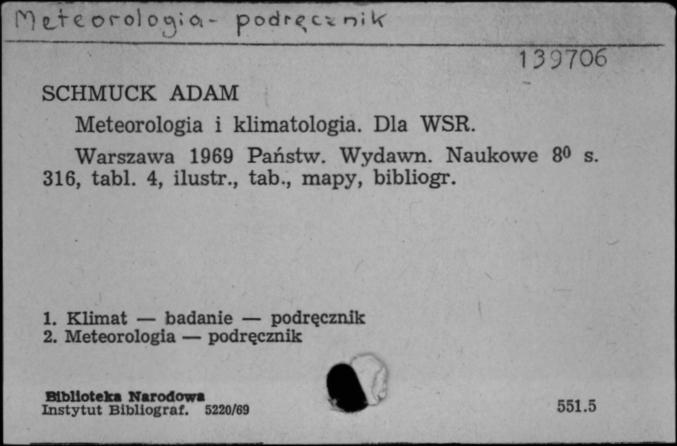 Meteorologia - podręcznik
139706
SCHMUCK ADAM
Meteorologia i klimatologia. Dla WSR.
Warszawa 1969 Państw. Wydawn. Naukowe 8⁰ s.
316, tabl. 4, ilustr., tab., mapy, bibliogr.
1. Klimat — badanie — podręcznik
2. Meteorologia — podręcznik
Biblioteka Narodowa
Instytut Bibliograf. 5220/69
551.5